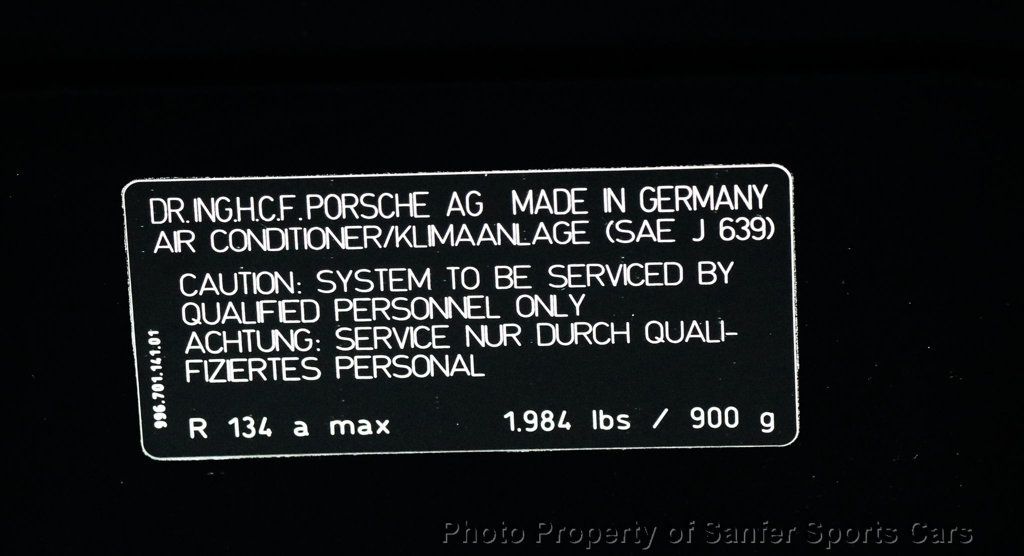 DR.ING.H.C.F. PORSCHE AG MADE IN GERMANY
AIR CONDITIONER/KLIMAANLAGE (SAE J 639)
CAUTION: SYSTEM TO BE SERVICED BY
QUALIFIED PERSONNEL ONLY
ACHTUNG: SERVICE NUR DURCH QUALI-
FIZIERTES PERSONAL
R 134 a max 1.984 lbs / 900 g
996.701.141.01
Photo Property of Sanfer Sports Cars